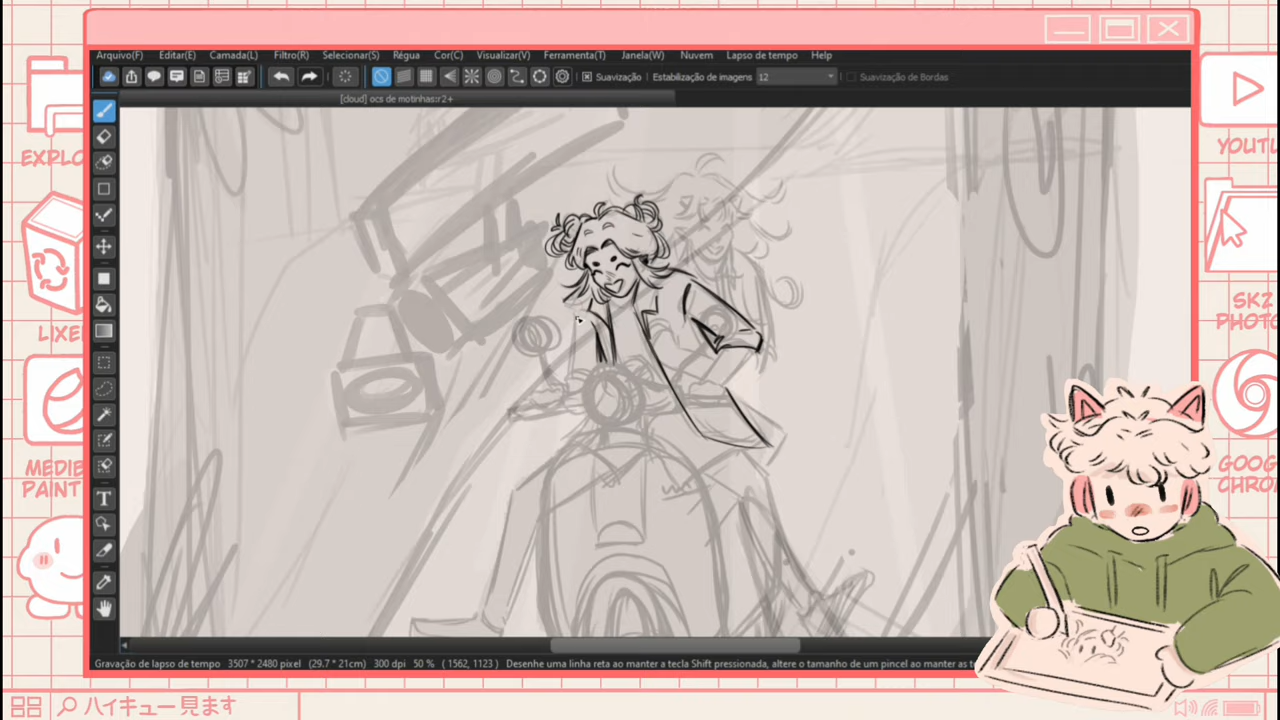 Arquivo(F) Editar(E) Camada(L) Filtro(R) Selecionar(S) Régua Cor(C) Visualizar(V) Ferramenta(T) Janela(W) Nuvem Lapso de tempo Help
Suavização Estabilização de imagens 12 Suavização de Bordas
[cloud] ocs de motinhas:r2+
EXPLO
LIXE
MEDIE
PAINT
YOUTU
SK2
PHOTO
GOOG
CHRO
T
Gravação de lapso de tempo 3507 * 2480 pixel (29.7 * 21cm) 300 dpi 50 % ( 1562, 1123 ) Desenhe uma linha reta ao manter a tecla Shift pressionada, altere o tamanho de um pincel ao manter as te
ハイキュー見ます